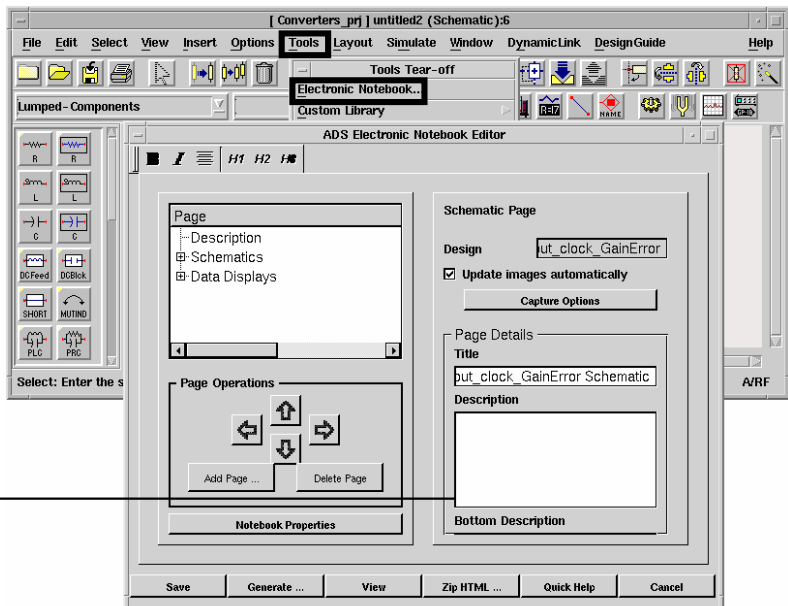 [ Converters_prj ] untitled2 (Schematic):6
File Edit Select View Insert Options Tools Layout Simulate Window DynamicLink DesignGuide Help
Tools Tear-off
Electronic Notebook...
Custom Library
Lumped-Components
NAME
ADS Electronic Notebook Editor
B I H1 H2
R R
L L
C C
DCFeed DCBlck
SHORT MUTIND
PLC PRC
Select: Enter the s
A/RF
Page
Description
Schematics
Data Displays
Page Operations
Add Page ... Delete Page
Notebook Properties
Schematic Page
Design ut_clock_GainError
Update images automatically
Capture Options
Page Details
Title
out_clock_GainError Schematic
Description
Bottom Description
Save Generate ... View Zip HTML ... Quick Help Cancel